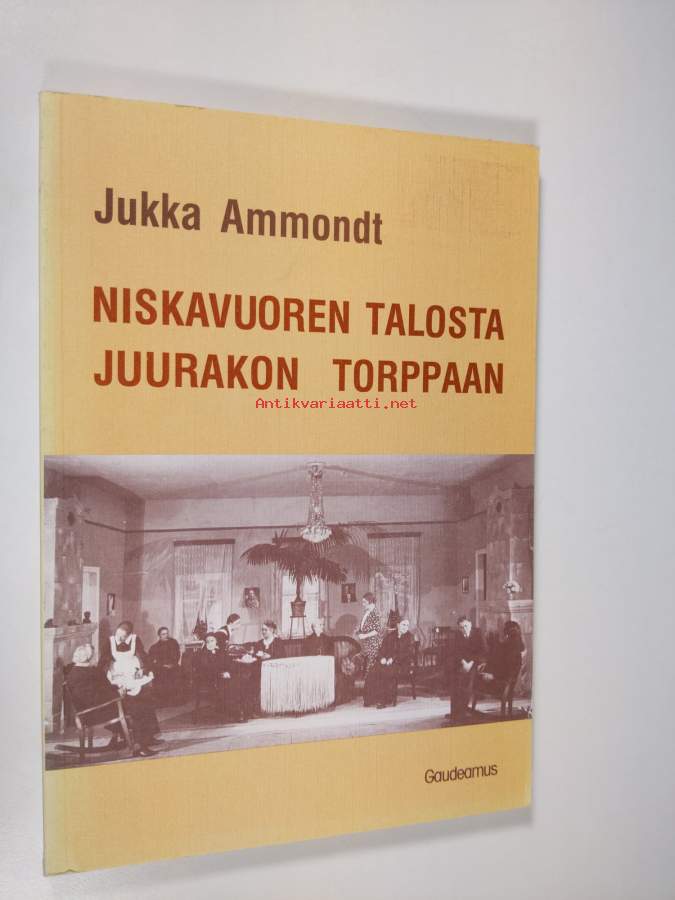 Jukka Ammondt
NISKAVUOREN TALOSTA
JUURAKON TORPPAAN
Antikvariaatti.net
Gaudeamus